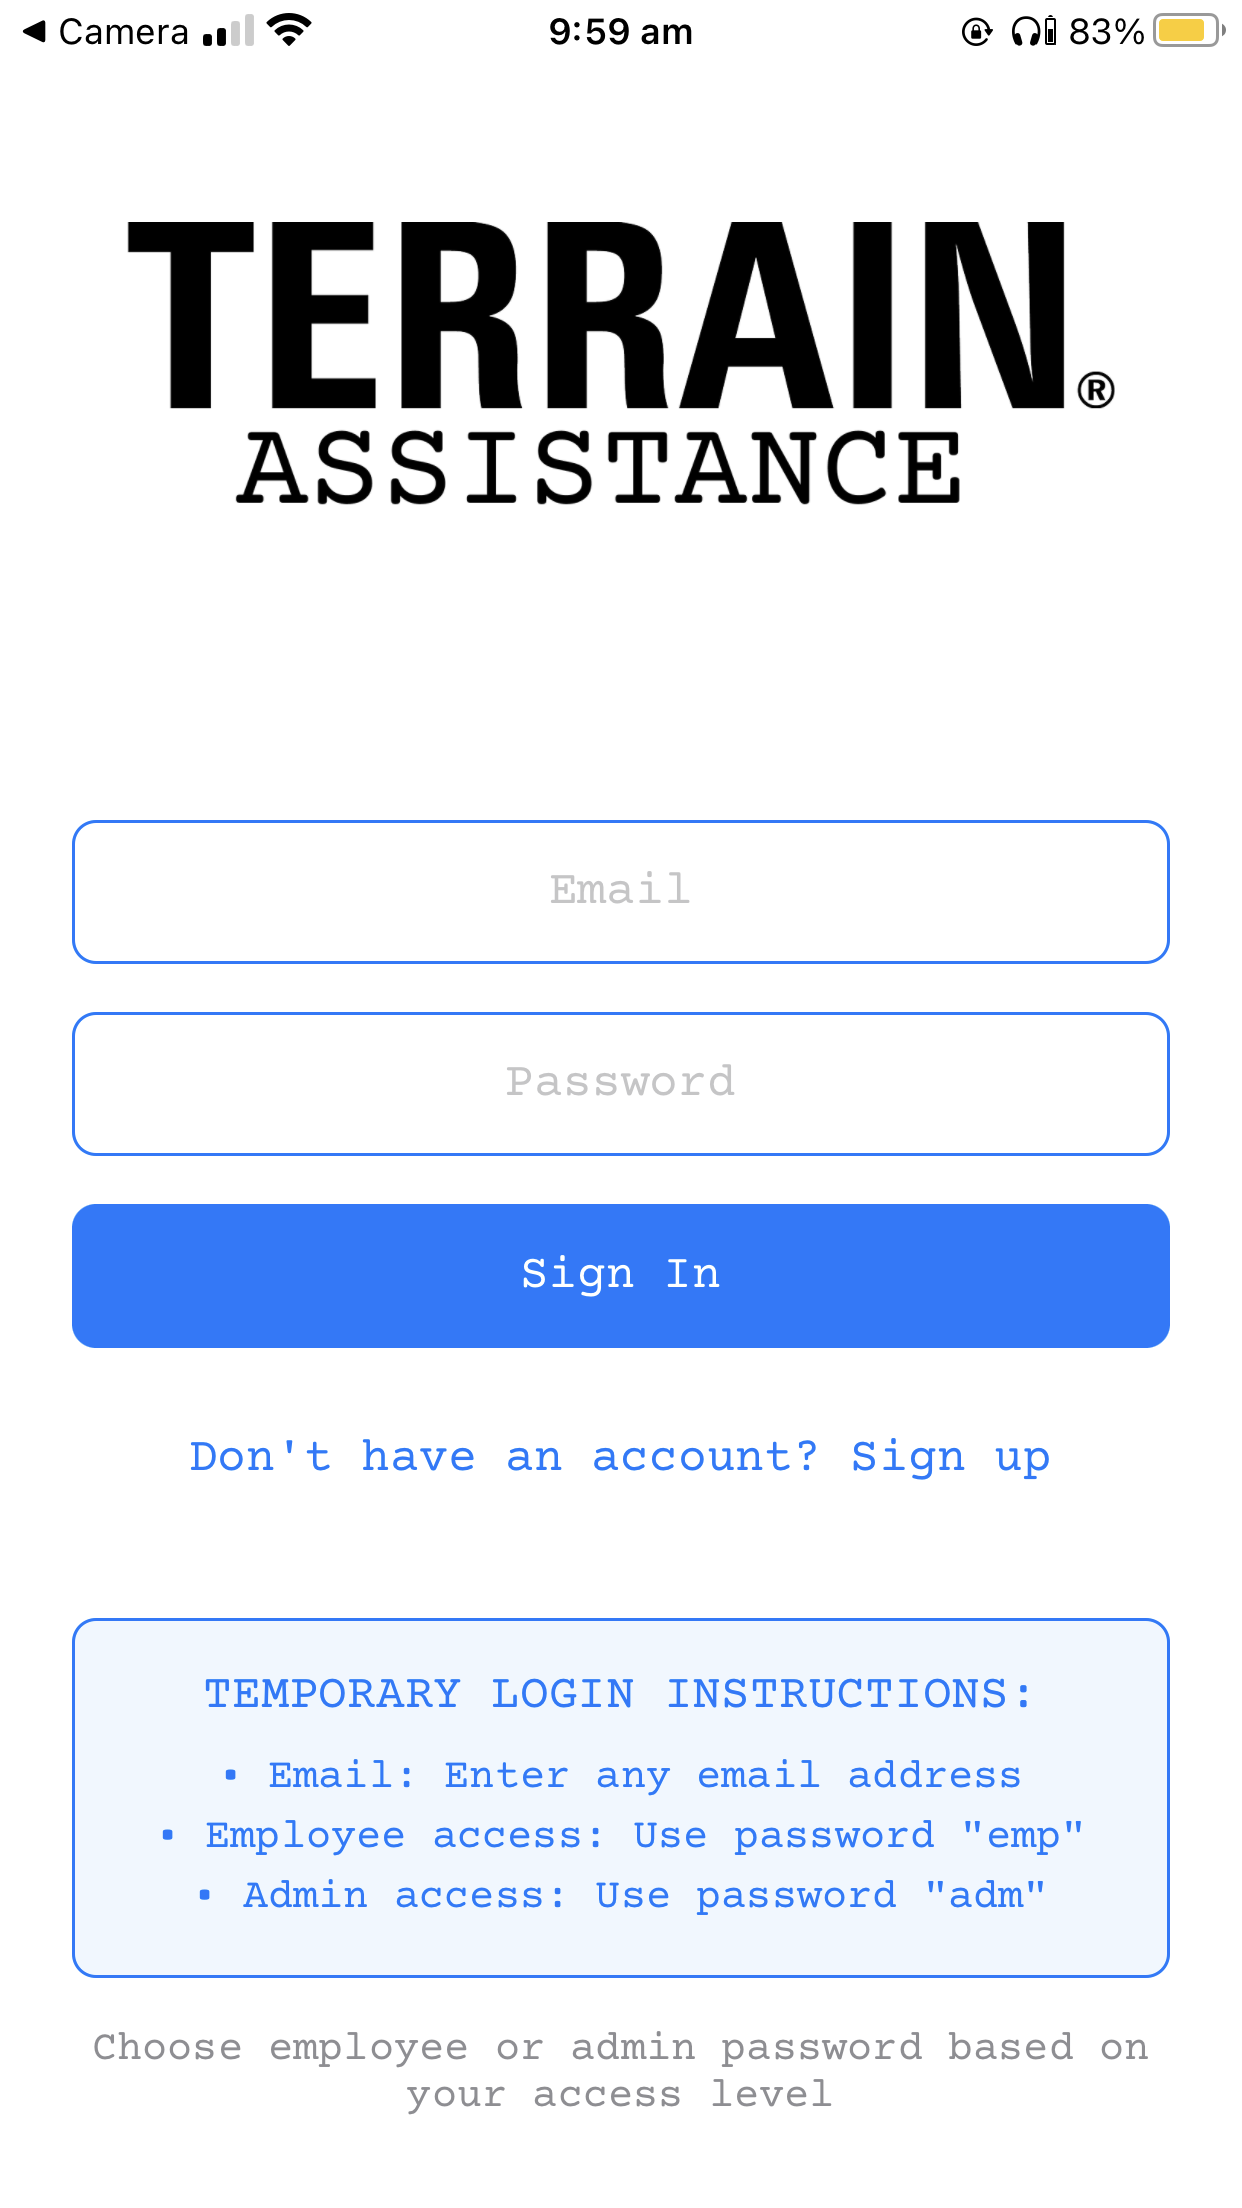 Camera
9:59 am
83%
TERRAIN®
ASSISTANCE
Email
Password
Sign In
Don't have an account? Sign up
TEMPORARY LOGIN INSTRUCTIONS:
• Email: Enter any email address
• Employee access: Use password "emp"
• Admin access: Use password "adm"
Choose employee or admin password based on
your access level